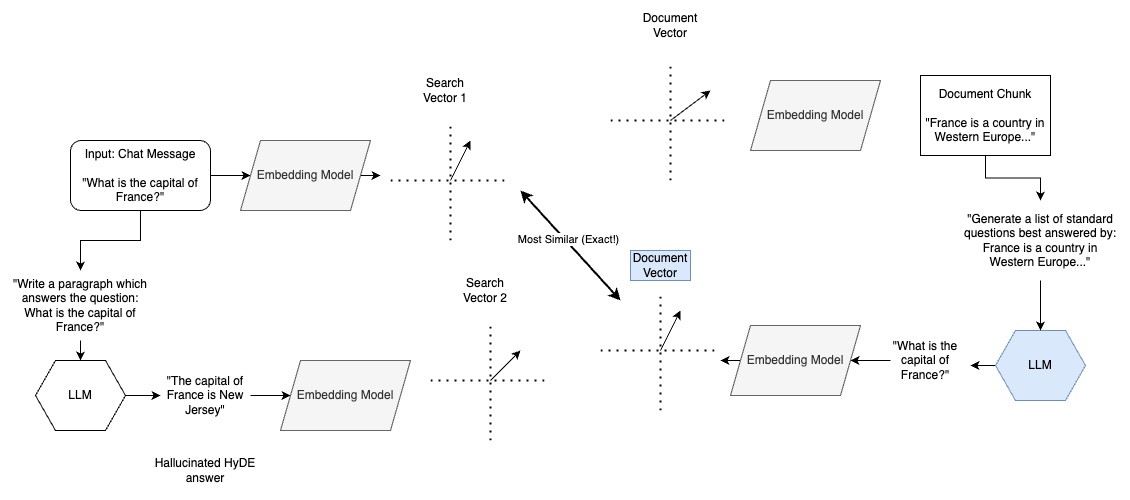 Document
Vector
Search
Vector 1
Embedding Model
Document Chunk
"France is a country in
Western Europe..."
Input: Chat Message
"What is the capital of
France?"
Embedding Model
Most Similar (Exact!)
Document
Vector
"Generate a list of standard
questions best answered by:
France is a country in
Western Europe..."
"Write a paragraph which
answers the question:
What is the capital of
France?"
Search
Vector 2
LLM
"The capital of
France is New
Jersey"
Embedding Model
Embedding Model
"What is the
capital of
France?"
LLM
Hallucinated HyDE
answer